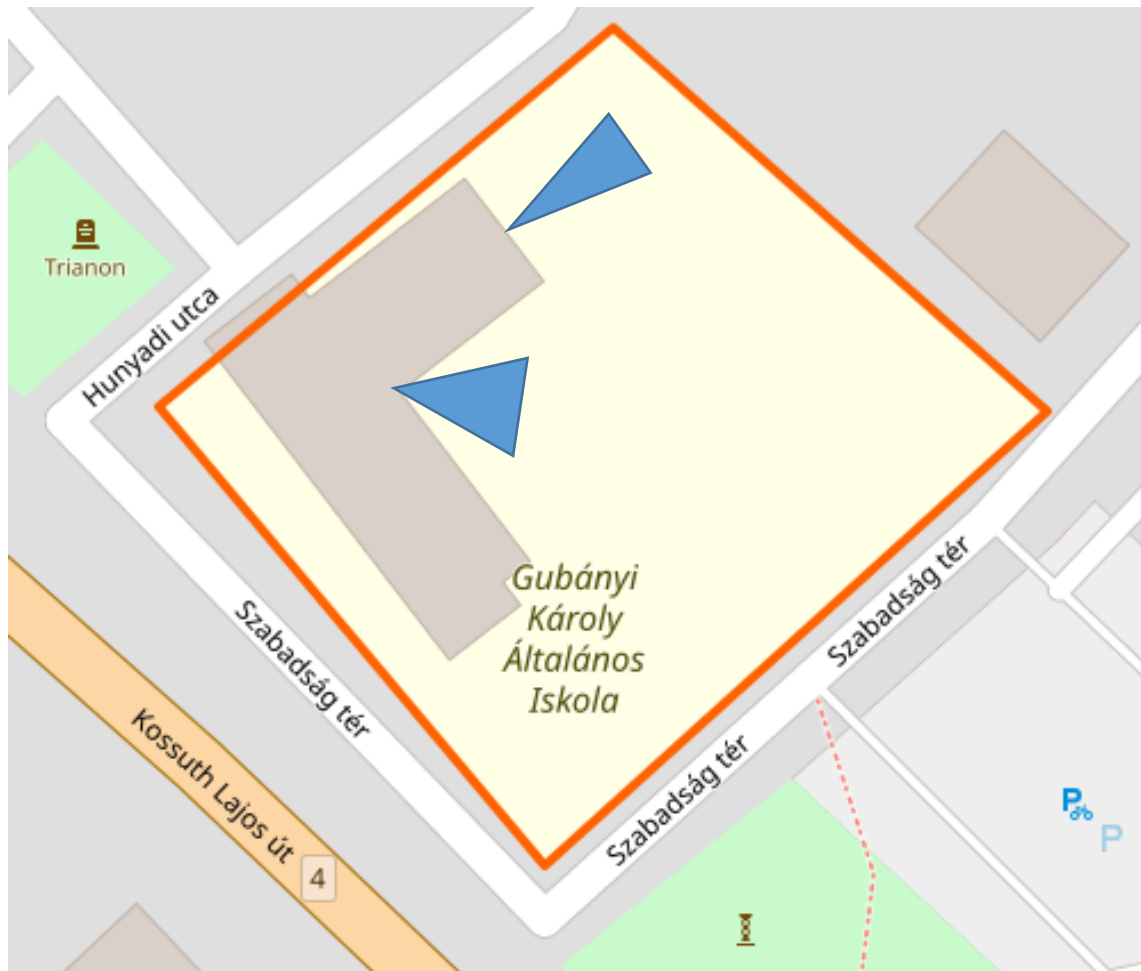 Trianon
Hunyadi utca
Gubányi
Károly
Általános
Iskola
Szabadság tér
Szabadság tér
Szabadság tér
Kossuth Lajos út
4
P
P